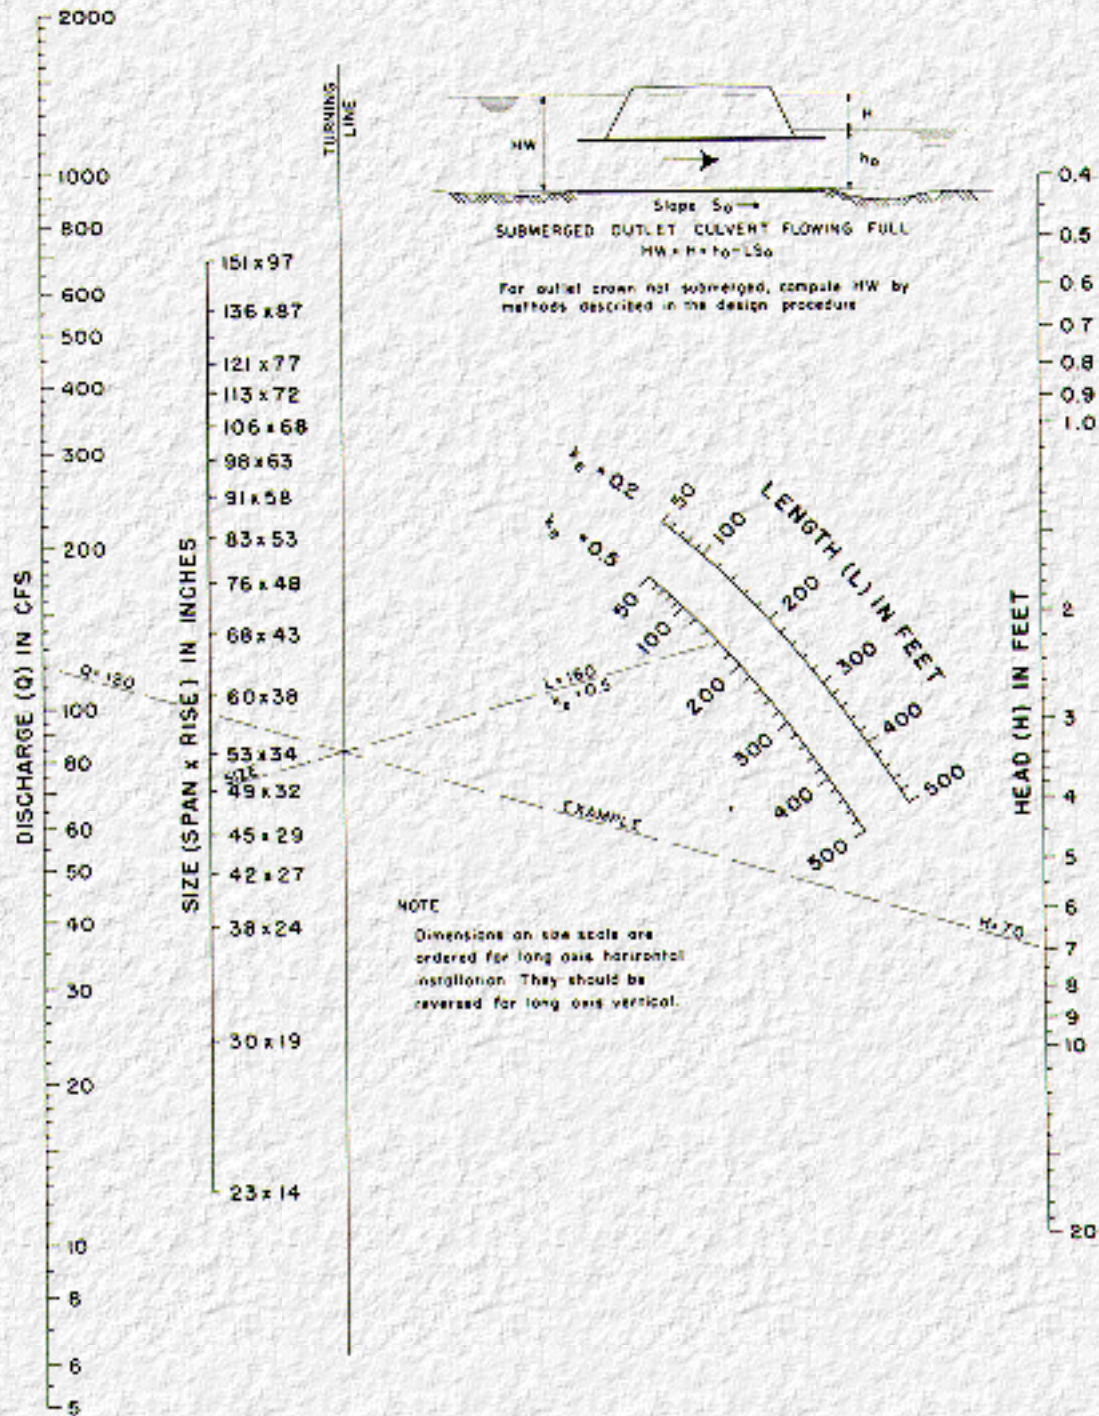 2000
1000
800
600
500
400
300
200
100
80
60
50
40
30
20
10
8
6
5
DISCHARGE (Q) IN CFS
Q=120
151 x 97
136 x 87
121 x 77
113 x 72
106 x 68
98 x 63
91 x 58
83 x 53
76 x 48
68 x 43
60 x 38
53 x 34
49 x 32
45 x 29
42 x 27
38 x 24
30 x 19
23 x 14
SIZE (SPAN x RISE) IN INCHES
SIZE
TURNING
LINE
HW
H
ho
Slope So
SUBMERGED OUTLET CULVERT FLOWING FULL
HW = H + ho - LSo
For outlet crown not submerged, compute HW by
methods described in the design procedure
ke = 0.2
50
100
200
300
400
500
LENGTH (L) IN FEET
ke = 0.5
50
100
200
300
400
500
L=160
ke = 0.5
EXAMPLE
H= 7.0
NOTE
Dimensions on size scale are
ordered for long axis horizontal
installation They should be
reversed for long axis vertical.
0.4
0.5
0.6
0.7
0.8
0.9
1.0
2
3
4
5
6
7
8
9
10
20
HEAD (H) IN FEET